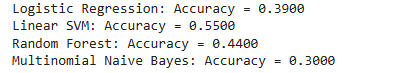 Logistic Regression: Accuracy = 0.3900
Linear SVM: Accuracy = 0.5500
Random Forest: Accuracy = 0.4400
Multinomial Naive Bayes: Accuracy = 0.3000